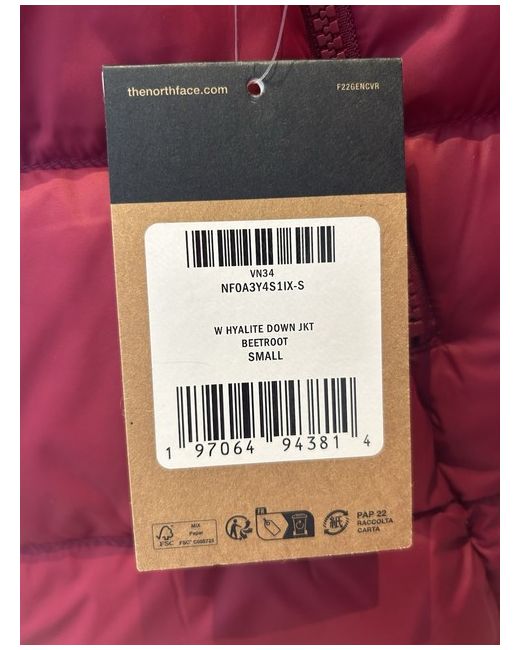 thenorthface.com
F22GENCVR
VN34
NF0A3Y4S1IX-S
W HYALITE DOWN JKT
BEETROOT
SMALL
1 97064 94381 4
FSC
MIX
Paper
FR
PAP 22
RACCOLTA
CARTA